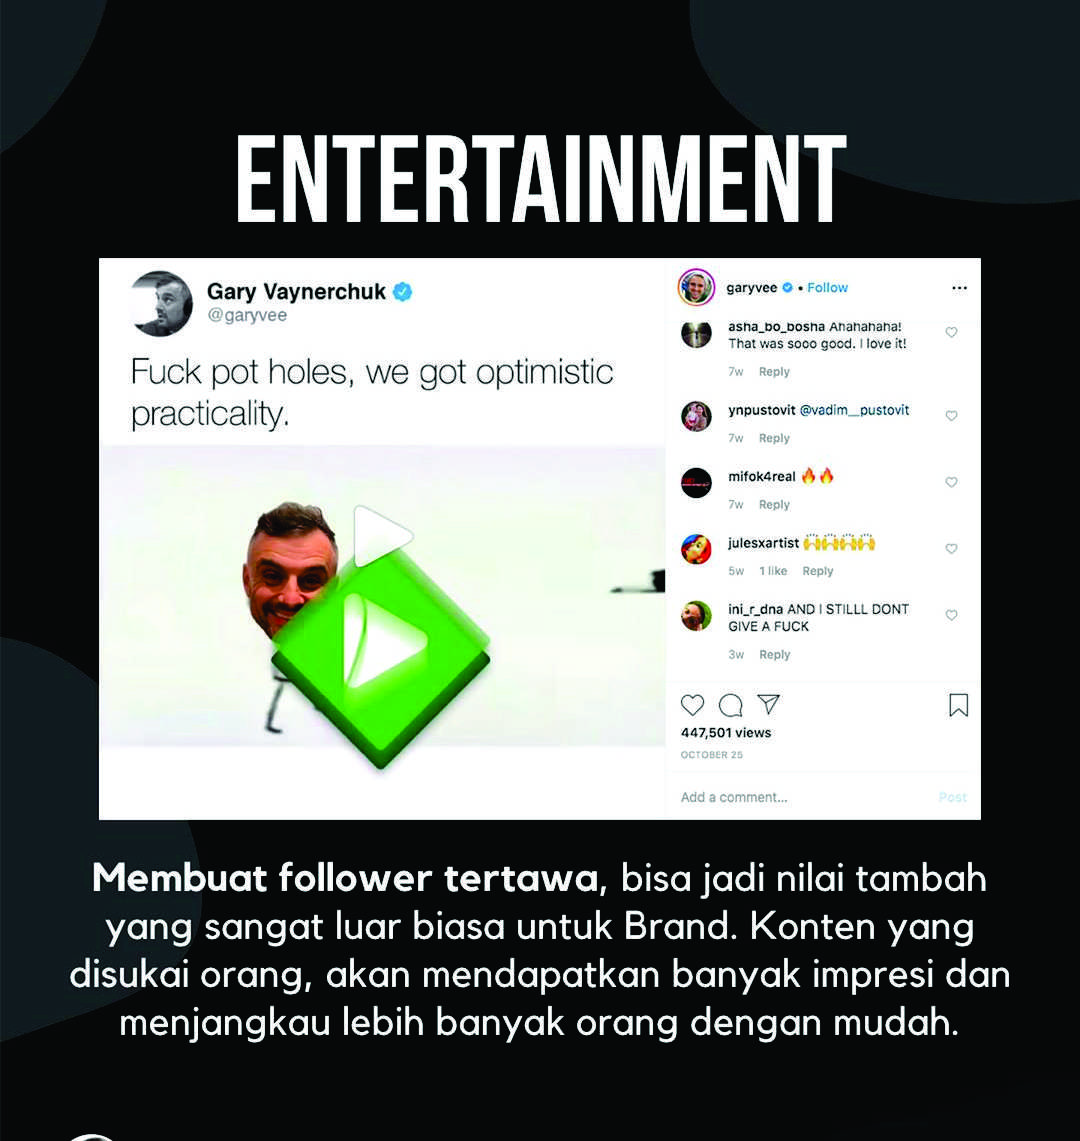 ENTERTAINMENT
Gary Vaynerchuk
@garyvee
Fuck pot holes, we got optimistic
practicality.
garyvee • Follow
asha_bo_bosha Ahahahaha!
That was sooo good. I love it!
7w Reply
ynpustovit @vadim__pustovit
7w Reply
mifok4real 🔥🔥
7w Reply
julesxartist 🙌🙌🙌🙌
5w 1 like Reply
ini_r_dna AND I STILLL DONT
GIVE A FUCK
3w Reply
447,501 views
OCTOBER 25
Add a comment... Post
Membuat follower tertawa, bisa jadi nilai tambah
yang sangat luar biasa untuk Brand. Konten yang
disukai orang, akan mendapatkan banyak impresi dan
menjangkau lebih banyak orang dengan mudah.